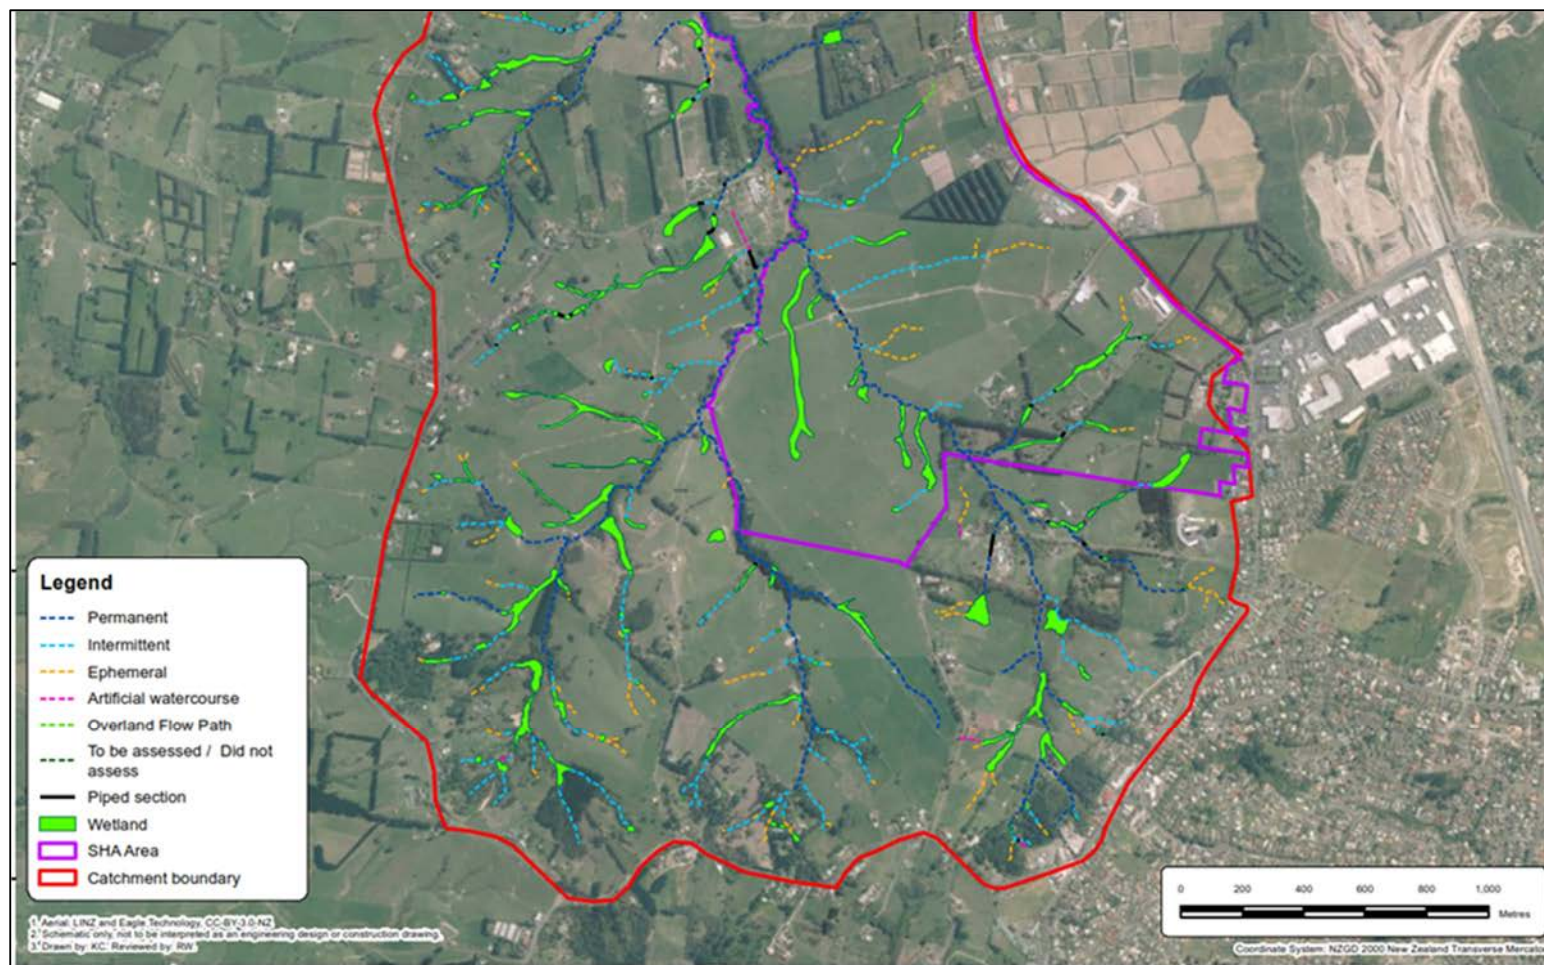 Legend
Permanent
Intermittent
Ephemeral
Artificial watercourse
Overland Flow Path
To be assessed / Did not
assess
Piped section
Wetland
SHA Area
Catchment boundary
1. Aerial: LINZ and Eagle Technology, CC-BY-3.0-NZ
2. Schematic only, not to be interpreted as an engineering design or construction drawing.
3. Drawn by: KC. Reviewed by: RW
0 200 400 600 800 1,000
Metres
Coordinate System: NZGD 2000 New Zealand Transverse Mercato